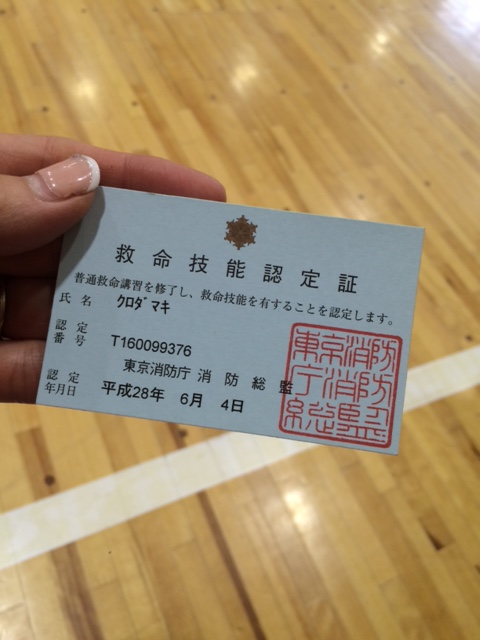 救命技能認定証
普通救命講習を修了し、救命技能を有することを認定します。
氏名 クロダマキ
認定番号 T160099376
東京消防庁 消防総監
認定年月日 平成28年 6月 4日
東京消防
庁消防
総監